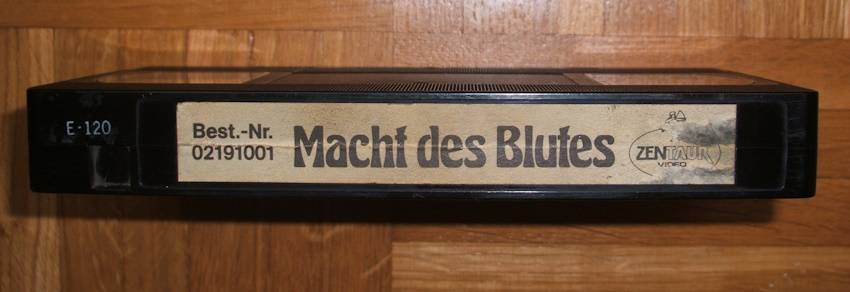 E-120
Best.-Nr.
02191001
Macht des Blutes
ZENTAUR
VIDEO